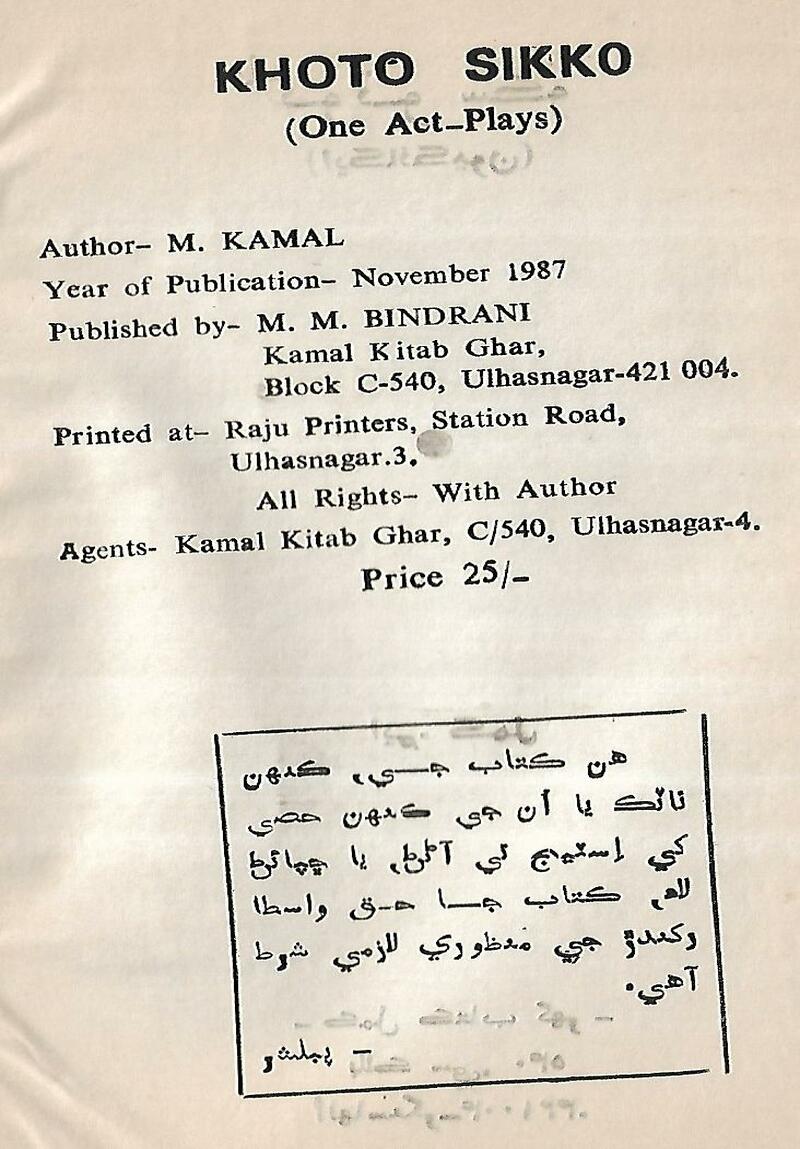 KHOTO SIKKO
(One Act-Plays)
Author- M. KAMAL
Year of Publication- November 1987
Published by- M. M. BINDRANI
Kamal Kitab Ghar,
Block C-540, Ulhasnagar-421 004.
Printed at- Raju Printers, Station Road,
Ulhasnagar.3.
All Rights- With Author
Agents- Kamal Kitab Ghar, C/540, Ulhasnagar-4.
Price 25/-
هن ڪتاب جي، ڪنهن
ناٽڪ يا اُن جي ڪنهن حصي
کي اِسٽيج تي آڻڻ، يا ڇپائڻ
لاءِ، ڪتاب جا حق واسطا
رکندڙ جي منظوري لازمي شرط
آهي.
— پبلشر